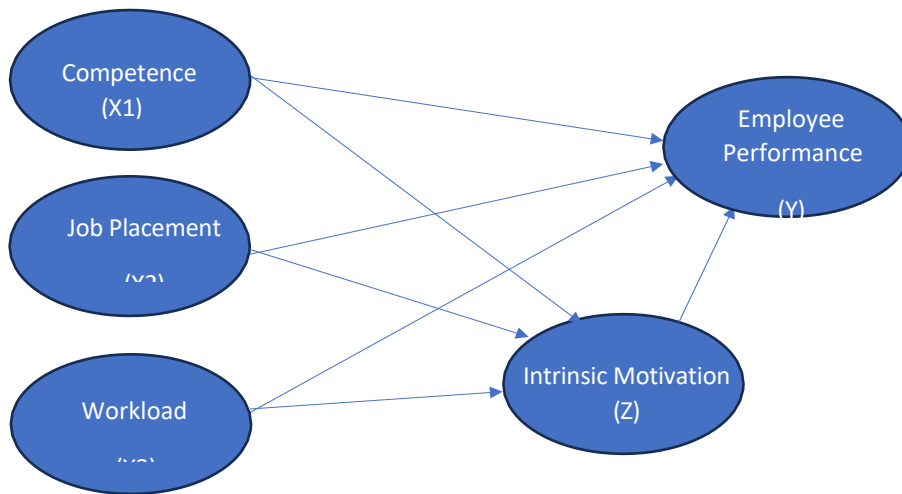 Competence
(X1)
Employee
Performance
(Y)
Job Placement
Intrinsic Motivation
(Z)
Workload